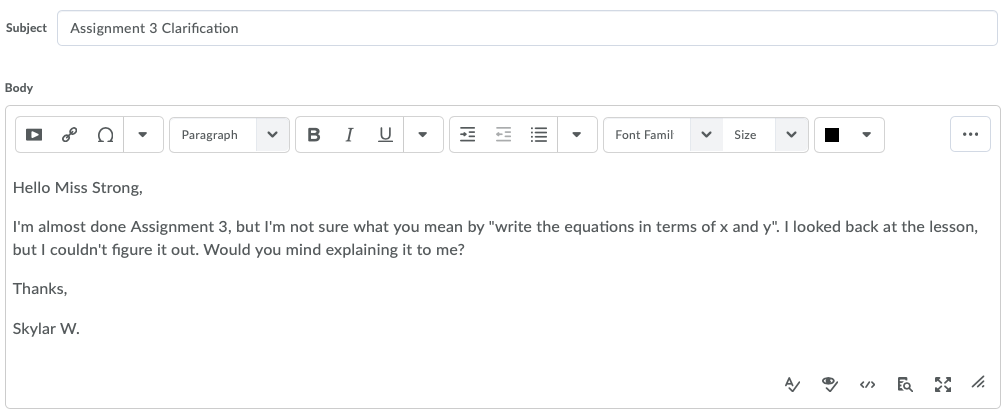 Subject
Assignment 3 Clarification
Body
Paragraph
B
I
U
Font Famil
Size
Hello Miss Strong,
I'm almost done Assignment 3, but I'm not sure what you mean by "write the equations in terms of x and y". I looked back at the lesson,
but I couldn't figure it out. Would you mind explaining it to me?
Thanks,
Skylar W.